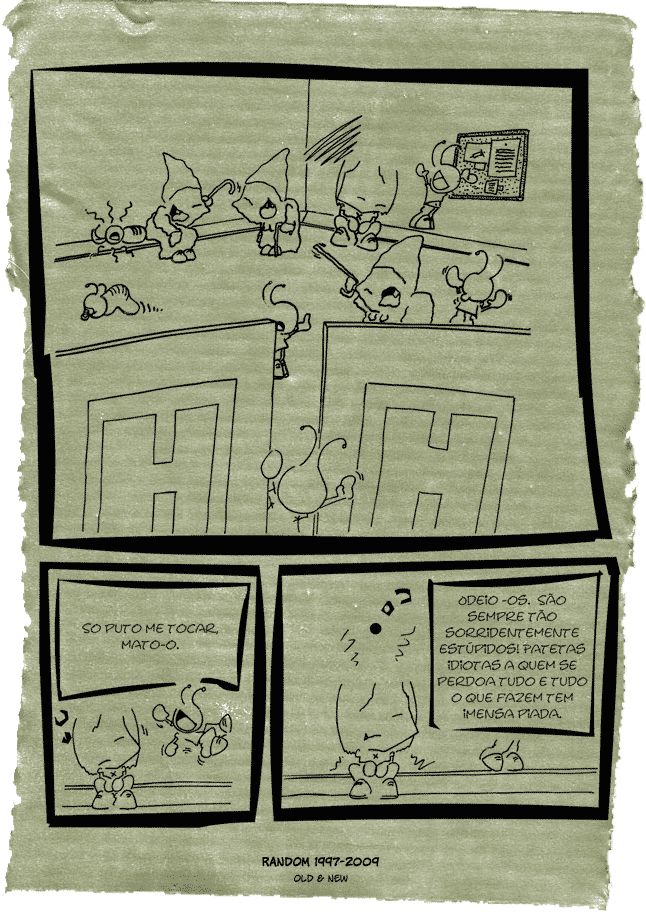 SO PUTO ME TOCAR,
MATO-O.
ODEIO-OS. SÃO
SEMPRE TÃO
SORRIDENTEMENTE
ESTÚPIDOS! PATETAS
IDIOTAS A QUEM SE
PERDOA TUDO E TUDO
O QUE FAZEM TEM
IMENSA PIADA.
RANDOM 1997-2009
OLD & NEW